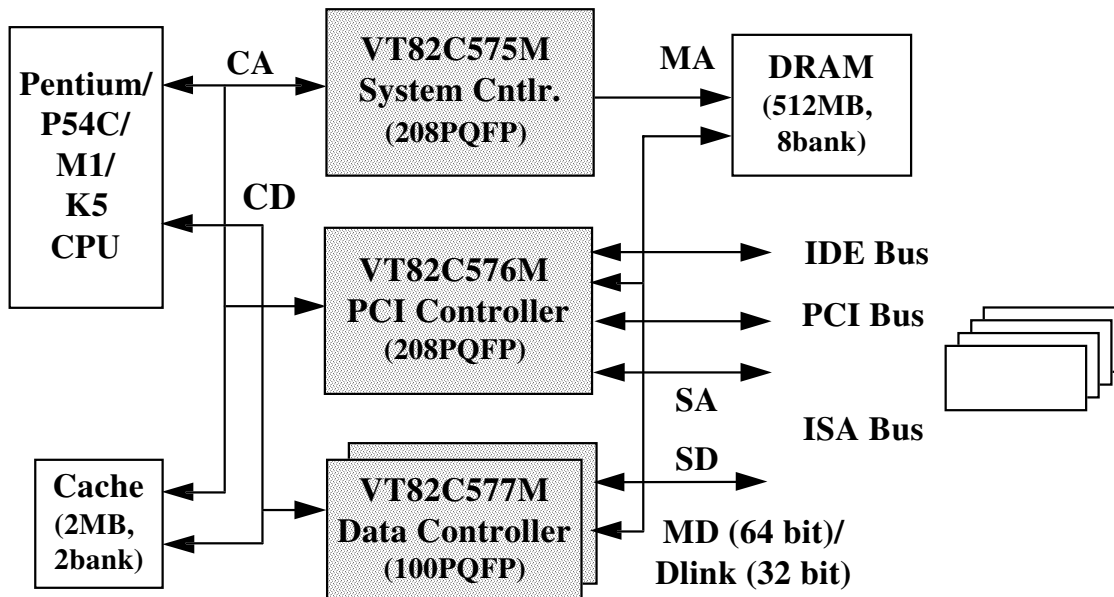 Pentium/
P54C/
M1/
K5
CPU
CA
CD
VT82C575M
System Cntlr.
(208PQFP)
MA
DRAM
(512MB,
8bank)
VT82C576M
PCI Controller
(208PQFP)
IDE Bus
PCI Bus
SA
ISA Bus
SD
Cache
(2MB,
2bank)
VT82C577M
Data Controller
(100PQFP)
MD (64 bit)/
Dlink (32 bit)